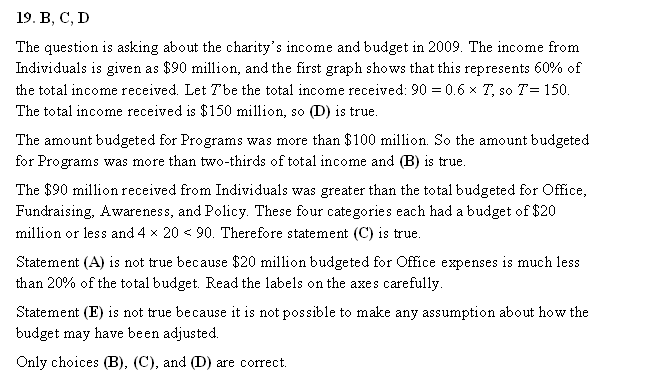 19. B, C, D
The question is asking about the charity's income and budget in 2009. The income from
Individuals is given as $90 million, and the first graph shows that this represents 60% of
the total income received. Let T be the total income received: 90 = 0.6 × T, so T = 150.
The total income received is $150 million, so (D) is true.
The amount budgeted for Programs was more than $100 million. So the amount budgeted
for Programs was more than two-thirds of total income and (B) is true.
The $90 million received from Individuals was greater than the total budgeted for Office,
Fundraising, Awareness, and Policy. These four categories each had a budget of $20
million or less and 4 × 20 < 90. Therefore statement (C) is true.
Statement (A) is not true because $20 million budgeted for Office expenses is much less
than 20% of the total budget. Read the labels on the axes carefully.
Statement (E) is not true because it is not possible to make any assumption about how the
budget may have been adjusted.
Only choices (B), (C), and (D) are correct.